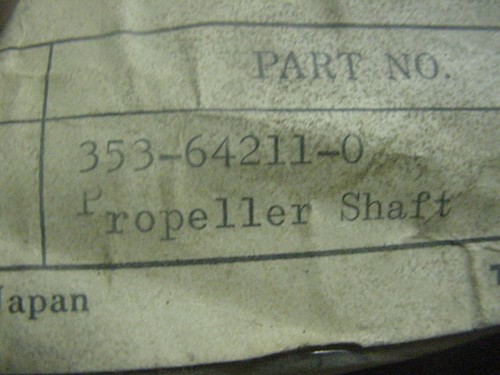 PART NO.
353-64211-0
Propeller Shaft
Japan